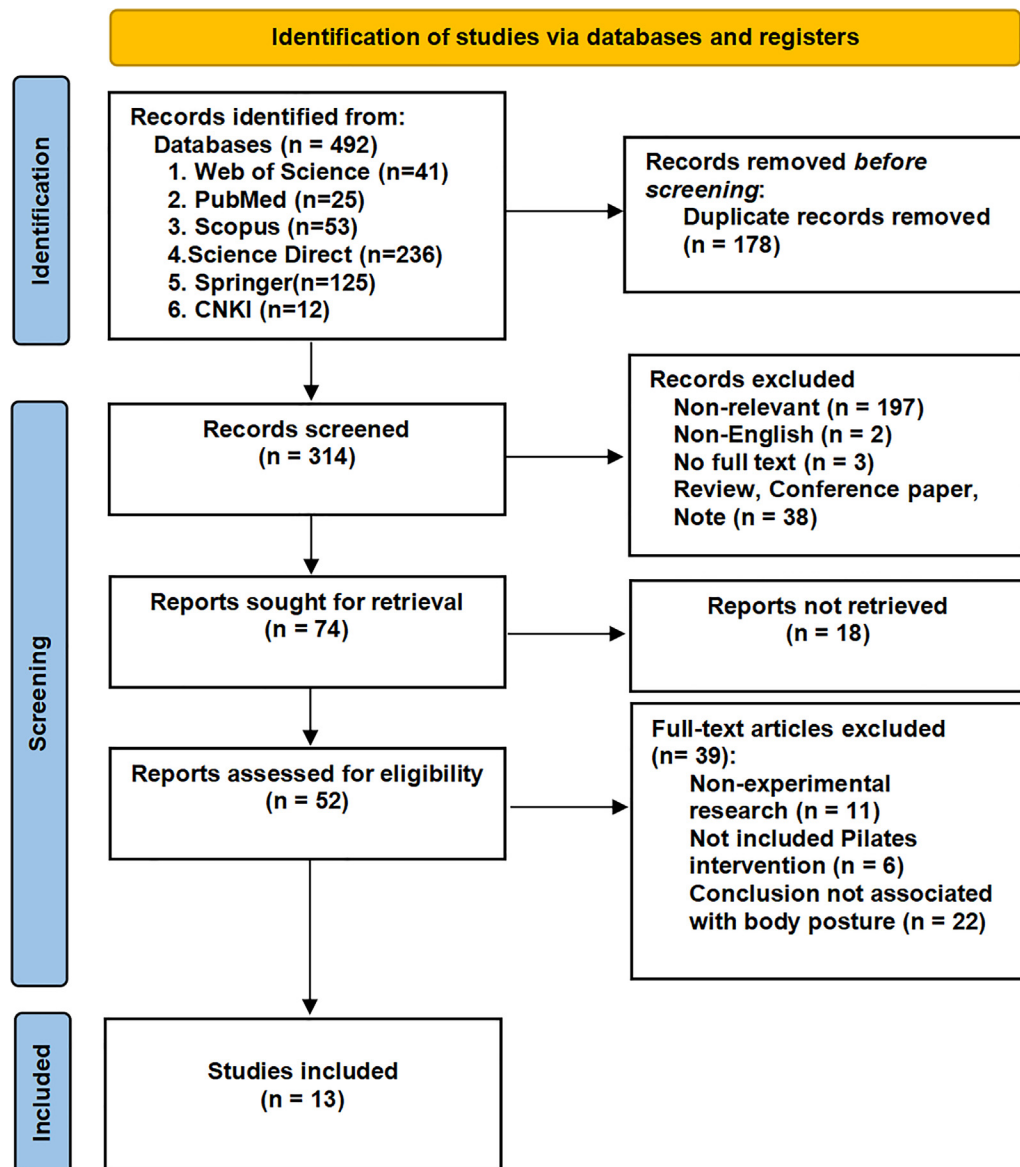 Identification of studies via databases and registers
Identification
Records identified from:
Databases (n = 492)
1. Web of Science (n=41)
2. PubMed (n=25)
3. Scopus (n=53)
4.Science Direct (n=236)
5. Springer(n=125)
6. CNKI (n=12)
Records removed before
screening:
Duplicate records removed
(n = 178)
Screening
Records screened
(n = 314)
Records excluded
Non-relevant (n = 197)
Non-English (n = 2)
No full text (n = 3)
Review, Conference paper,
Note (n = 38)
Reports sought for retrieval
(n = 74)
Reports not retrieved
(n = 18)
Reports assessed for eligibility
(n = 52)
Full-text articles excluded
(n= 39):
Non-experimental
research (n = 11)
Not included Pilates
intervention (n = 6)
Conclusion not associated
with body posture (n = 22)
Included
Studies included
(n = 13)